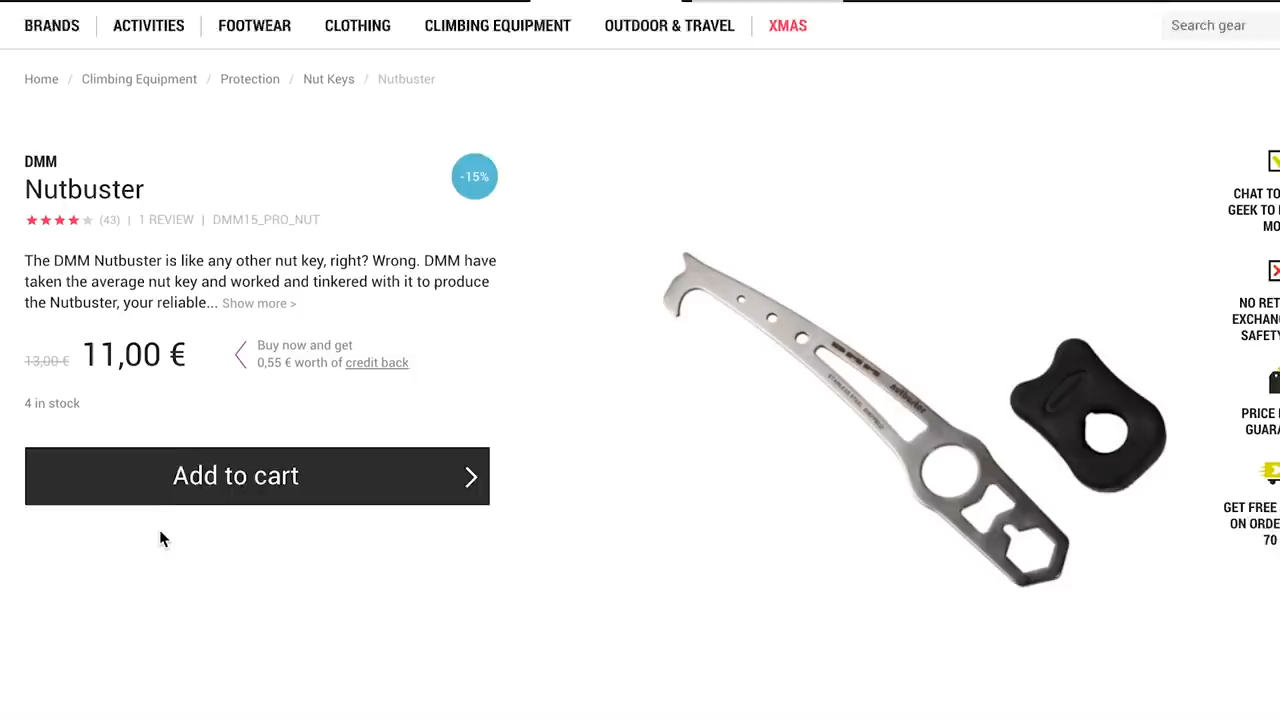 BRANDS
ACTIVITIES
FOOTWEAR
CLOTHING
CLIMBING EQUIPMENT
OUTDOOR & TRAVEL
XMAS
Search gear
Home / Climbing Equipment / Protection / Nut Keys / Nutbuster
DMM
Nutbuster
-15%
(43) | 1 REVIEW | DMM15_PRO_NUT
The DMM Nutbuster is like any other nut key, right? Wrong. DMM have
taken the average nut key and worked and tinkered with it to produce
the Nutbuster, your reliable... Show more >
13,00 € 11,00 €
Buy now and get
0,55 € worth of credit back
4 in stock
Add to cart
DMM
nutbuster
CHAT TO
GEEK TO
MO
NO RET
EXCHAN
SAFETY
PRICE
GUARA
GET FREE
ON ORDE
70